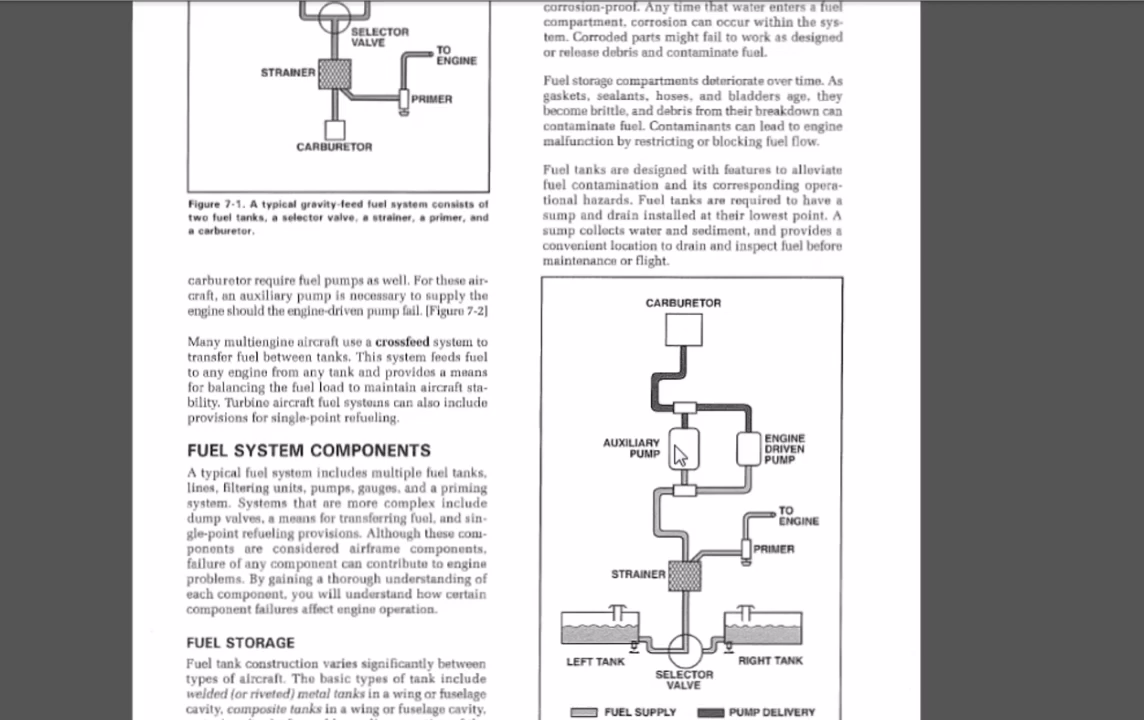 SELECTOR
VALVE
TO
ENGINE
STRAINER
PRIMER
CARBURETOR
Figure 7-1. A typical gravity-feed fuel system consists of
two fuel tanks, a selector valve, a strainer, a primer, and
a carburetor.
carburetor require fuel pumps as well. For these air-
craft, an auxiliary pump is necessary to supply the
engine should the engine-driven pump fail. [Figure 7-2]
Many multiengine aircraft use a crossfeed system to
transfer fuel between tanks. This system feeds fuel
to any engine from any tank and provides a means
for balancing the fuel load to maintain aircraft sta-
bility. Turbine aircraft fuel systems can also include
provisions for single-point refueling.
FUEL SYSTEM COMPONENTS
A typical fuel system includes multiple fuel tanks,
lines, filtering units, pumps, gauges, and a priming
system. Systems that are more complex include
dump valves, a means for transferring fuel, and sin-
gle-point refueling provisions. Although these com-
ponents are considered airframe components,
failure of any component can contribute to engine
problems. By gaining a thorough understanding of
each component, you will understand how certain
component failures affect engine operation.
FUEL STORAGE
Fuel tank construction varies significantly between
types of aircraft. The basic types of tank include
welded (or riveted) metal tanks in a wing or fuselage
cavity, composite tanks in a wing or fuselage cavity,
corrosion-proof. Any time that water enters a fuel
compartment, corrosion can occur within the sys-
tem. Corroded parts might fail to work as designed
or release debris and contaminate fuel.
Fuel storage compartments deteriorate over time. As
gaskets, sealants, hoses, and bladders age, they
become brittle, and debris from their breakdown can
contaminate fuel. Contaminants can lead to engine
malfunction by restricting or blocking fuel flow.
Fuel tanks are designed with features to alleviate
fuel contamination and its corresponding opera-
tional hazards. Fuel tanks are required to have a
sump and drain installed at their lowest point. A
sump collects water and sediment, and provides a
convenient location to drain and inspect fuel before
maintenance or flight.
CARBURETOR
AUXILIARY
PUMP
ENGINE
DRIVEN
PUMP
TO
ENGINE
PRIMER
STRAINER
LEFT TANK
RIGHT TANK
SELECTOR
VALVE
FUEL SUPPLY
PUMP DELIVERY